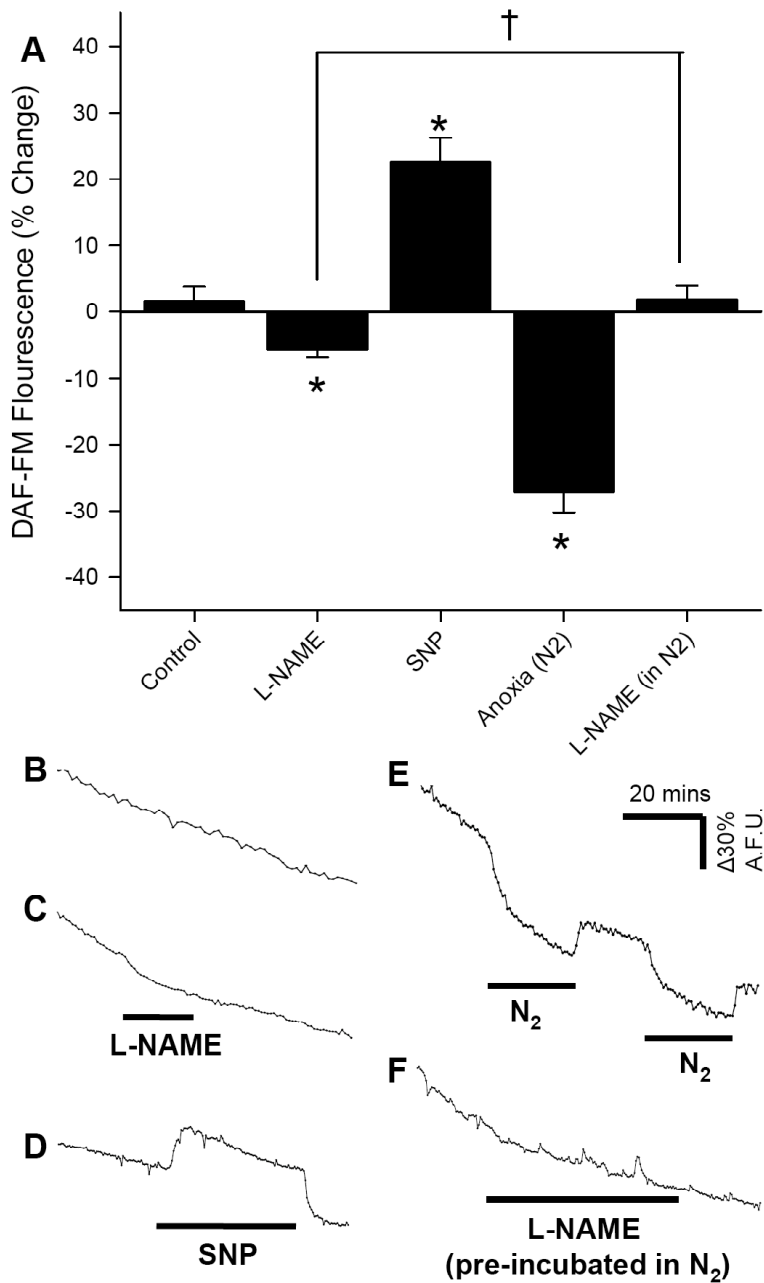 A
DAF-FM Flourescence (% Change)
40
30
20
10
0
-10
-20
-30
-40
†
*
*
*
Control
L-NAME
SNP
Anoxia (N2)
L-NAME (in N2)
B
C
L-NAME
D
SNP
E
20 mins
Δ30%
A.F.U.
N₂
N₂
F
L-NAME
(pre-incubated in N₂)